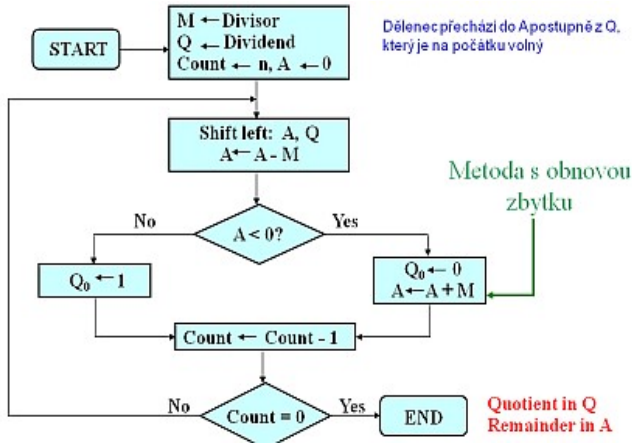 START
M ← Divisor
Q ← Dividend
Count ← n, A ← 0
Dělenec přechází do Apostupně z Q,
který je na počátku volný
Shift left: A, Q
A ← A - M
Metoda s obnovou
zbytku
No
A < 0?
Yes
Q₀ ← 1
Q₀ ← 0
A ← A + M
Count ← Count - 1
No
Count = 0
Yes
END
Quotient in Q
Remainder in A